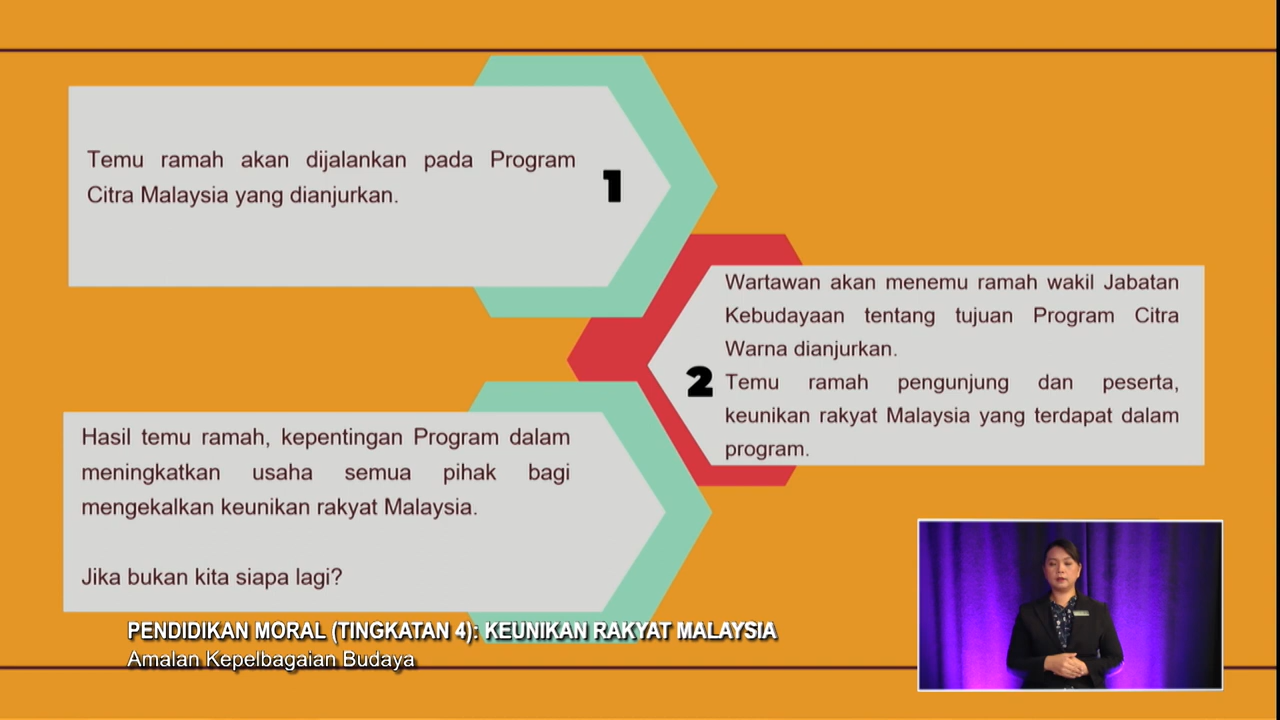 Temu ramah akan dijalankan pada Program
Citra Malaysia yang dianjurkan.
1
Wartawan akan menemu ramah wakil Jabatan
Kebudayaan tentang tujuan Program Citra
Warna dianjurkan.
2
Temu ramah pengunjung dan peserta,
keunikan rakyat Malaysia yang terdapat dalam
program.
Hasil temu ramah, kepentingan Program dalam
meningkatkan usaha semua pihak bagi
mengekalkan keunikan rakyat Malaysia.
Jika bukan kita siapa lagi?
PENDIDIKAN MORAL (TINGKATAN 4): KEUNIKAN RAKYAT MALAYSIA
Amalan Kepelbagaian Budaya